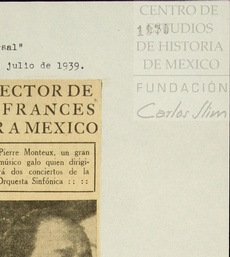 CENTRO DE
ESTUDIOS
DE HISTORIA
DE MEXICO
FUNDACIÓN
Carlos Slim
sal"
julio de 1939.
ECTOR DE
FRANCES
R A MEXICO
Pierre Monteux, un gran
músico galo quien dirigi-
rá dos conciertos de la
Orquesta Sinfónica :: ::